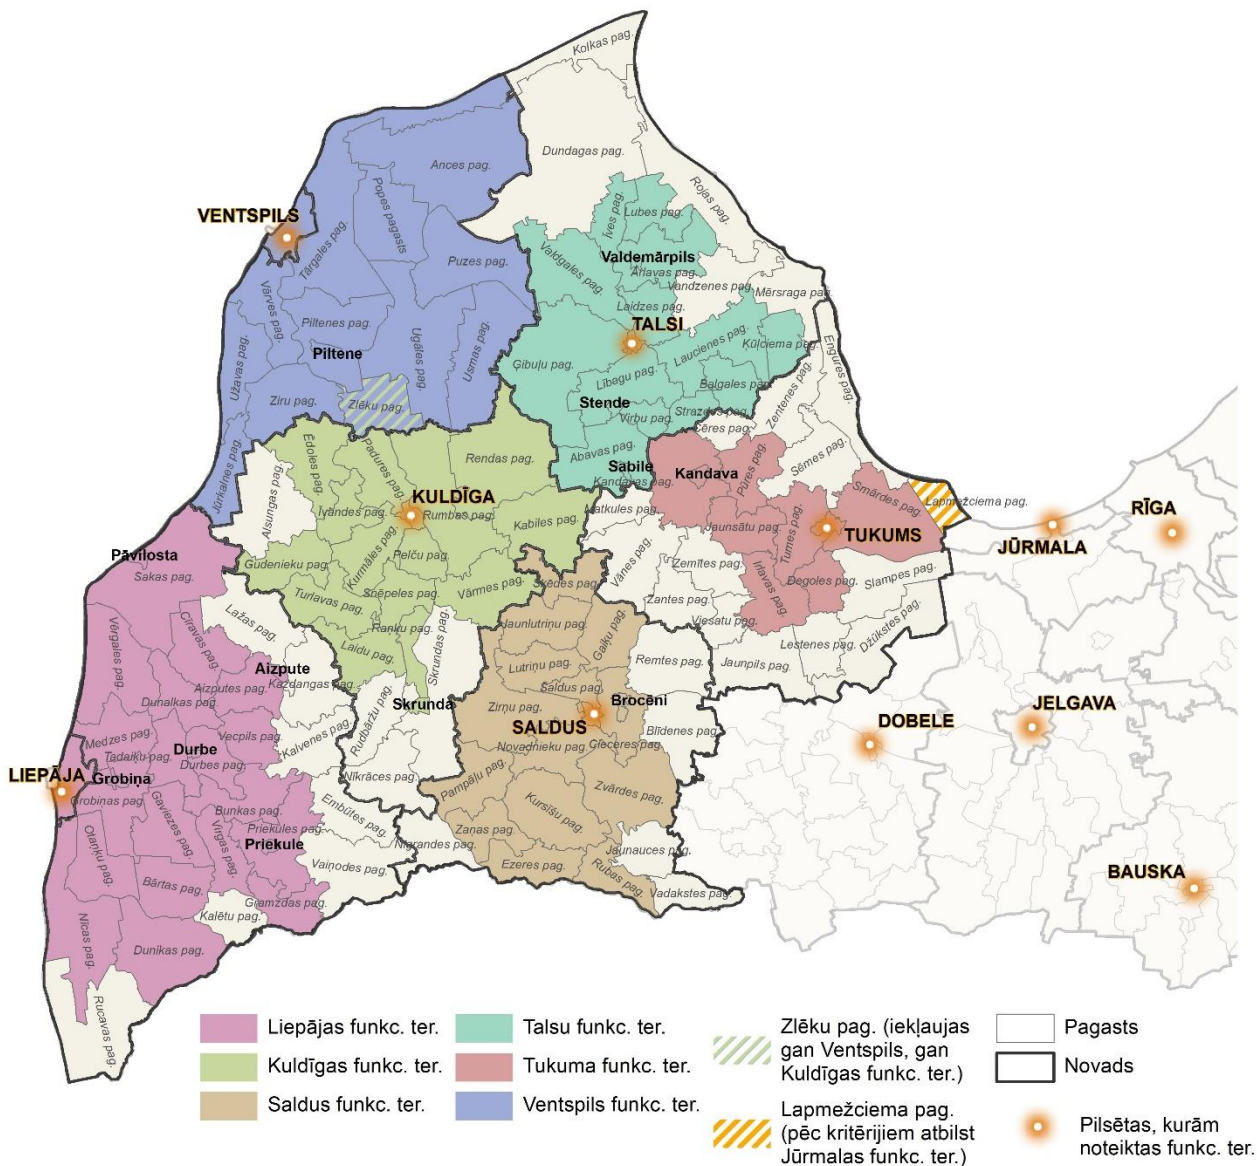 Kolkas pag.
Dundagas pag.
Ances pag.
Rojas pag.
Popes pagasts
Ives pag.
Lubes pag.
VENTSPILS
Tārgales pag.
Valdgales pag.
Valdemārpils
Puzes pag.
Ārlavas pag.
Vandzenes pag.
Mērsraga pag.
Vārves pag.
Laidzes pag.
Piltenes pag.
TALSI
Ugāles pag.
Usmas pag.
Laucienes pag.
Kūļciema pag.
Engures pag.
Piltene
Užavas pag.
Ģibuļu pag.
Lībagu pag.
Balgales pag.
Zentenes pag.
Ziru pag.
Zlēku pag.
Stende
Virbu pag.
Strazdes pag.
Cēres pag.
Jūrkalnes pag.
Ēdoles pag.
Padures pag.
Rendas pag.
Abavas pag.
Sabile
Kandavas pag.
Kandava
Pūres pag.
Sēmes pag.
Alsungas pag.
KULDĪGA
Īvandes pag.
Rumbas pag.
Kabiles pag.
Matkules pag.
Jaunsātu pag.
Tumes pag.
Smārdes pag.
Lapmežciema pag.
TUKUMS
JŪRMALA
RĪGA
Pāvilosta
Sakas pag.
Gudenieku pag.
Kurmāles pag.
Pelču pag.
Vānes pag.
Zemītes pag.
Irlavas pag.
Degoles pag.
Slampes pag.
Turlavas pag.
Snēpeles pag.
Vārmes pag.
Šķēdes pag.
Zantes pag.
Viesatu pag.
Lestenes pag.
Džūkstes pag.
Jaunpils pag.
Vērgales pag.
Cīravas pag.
Lažas pag.
Raņķu pag.
Laidu pag.
Skrundas pag.
Jaunlutriņu pag.
Gaiķu pag.
Lutriņu pag.
Remtes pag.
Aizpute
Kazdangas pag.
Aizputes pag.
Dunalkas pag.
Skrunda
Rudbāržu pag.
Saldus pag.
Zirņu pag.
Brocēni
SALDUS
Blīdenes pag.
DOBELE
JELGAVA
Medzes pag.
Tadaiķu pag.
Durbe
Durbes pag.
Vecpils pag.
Kalvenes pag.
Nīkrāces pag.
Novadnieku pag.
Cieceres pag.
LIEPĀJA
Grobiņa
Grobiņas pag.
Gaviezes pag.
Bunkas pag.
Embūtes pag.
Pampāļu pag.
Kursīšu pag.
Zvārdes pag.
Otaņķu pag.
Virgas pag.
Priekules pag.
Priekule
Vaiņodes pag.
Nīgrandes pag.
Zaņas pag.
Ezeres pag.
Rubas pag.
Jaunauces pag.
Vadakstes pag.
BAUSKA
Bārtas pag.
Gramzdas pag.
Kalētu pag.
Nīcas pag.
Dunikas pag.
Rucavas pag.
Liepājas funkc. ter.
Kuldīgas funkc. ter.
Saldus funkc. ter.
Talsu funkc. ter.
Tukuma funkc. ter.
Ventspils funkc. ter.
Zlēku pag. (iekļaujas
gan Ventspils, gan
Kuldīgas funkc. ter.)
Lapmežciema pag.
(pēc kritērijiem atbilst
Jūrmalas funkc. ter.)
Pagasts
Novads
Pilsētas, kurām
noteiktas funkc. ter.